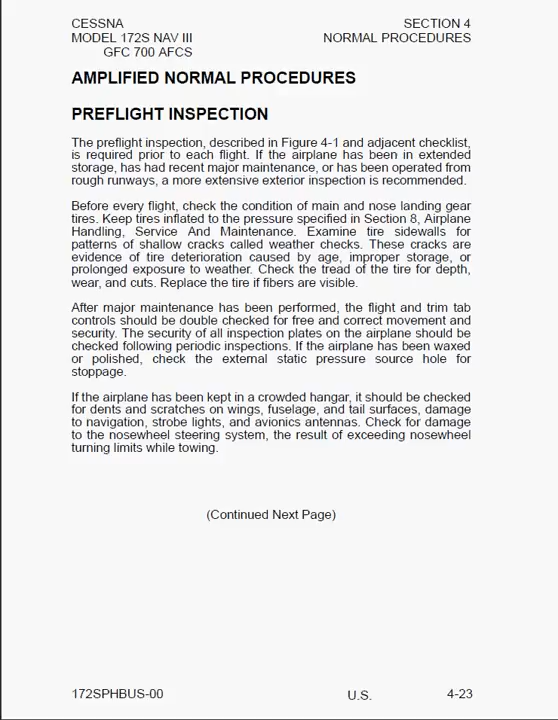 CESSNA SECTION 4
MODEL 172S NAV III NORMAL PROCEDURES
GFC 700 AFCS
AMPLIFIED NORMAL PROCEDURES
PREFLIGHT INSPECTION
The preflight inspection, described in Figure 4-1 and adjacent checklist,
is required prior to each flight. If the airplane has been in extended
storage, has had recent major maintenance, or has been operated from
rough runways, a more extensive exterior inspection is recommended.
Before every flight, check the condition of main and nose landing gear
tires. Keep tires inflated to the pressure specified in Section 8, Airplane
Handling, Service And Maintenance. Examine tire sidewalls for
patterns of shallow cracks called weather checks. These cracks are
evidence of tire deterioration caused by age, improper storage, or
prolonged exposure to weather. Check the tread of the tire for depth,
wear, and cuts. Replace the tire if fibers are visible.
After major maintenance has been performed, the flight and trim tab
controls should be double checked for free and correct movement and
security. The security of all inspection plates on the airplane should be
checked following periodic inspections. If the airplane has been waxed
or polished, check the external static pressure source hole for
stoppage.
If the airplane has been kept in a crowded hangar, it should be checked
for dents and scratches on wings, fuselage, and tail surfaces, damage
to navigation, strobe lights, and avionics antennas. Check for damage
to the nosewheel steering system, the result of exceeding nosewheel
turning limits while towing.
(Continued Next Page)
172SPHBUS-00 U.S. 4-23